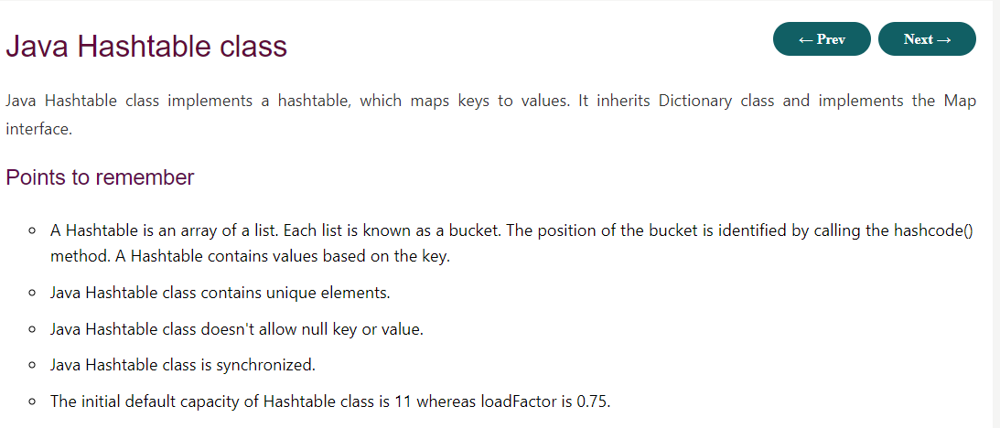 Java Hashtable class
← Prev
Next →
Java Hashtable class implements a hashtable, which maps keys to values. It inherits Dictionary class and implements the Map
interface.
Points to remember
○ A Hashtable is an array of a list. Each list is known as a bucket. The position of the bucket is identified by calling the hashcode()
method. A Hashtable contains values based on the key.
○ Java Hashtable class contains unique elements.
○ Java Hashtable class doesn't allow null key or value.
○ Java Hashtable class is synchronized.
○ The initial default capacity of Hashtable class is 11 whereas loadFactor is 0.75.